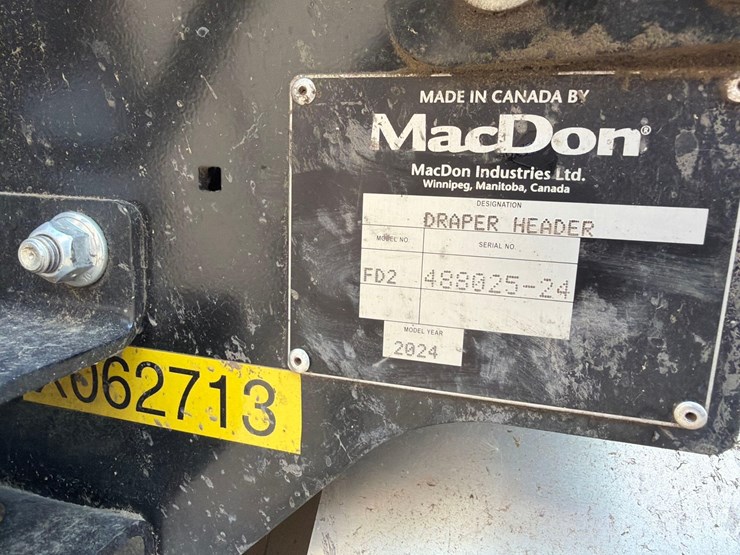 MADE IN CANADA BY
MacDon®
MacDon Industries Ltd.
Winnipeg, Manitoba, Canada
DESIGNATION
DRAPER HEADER
MODEL NO.
SERIAL NO.
FD2
488025-24
MODEL YEAR
2024
062713